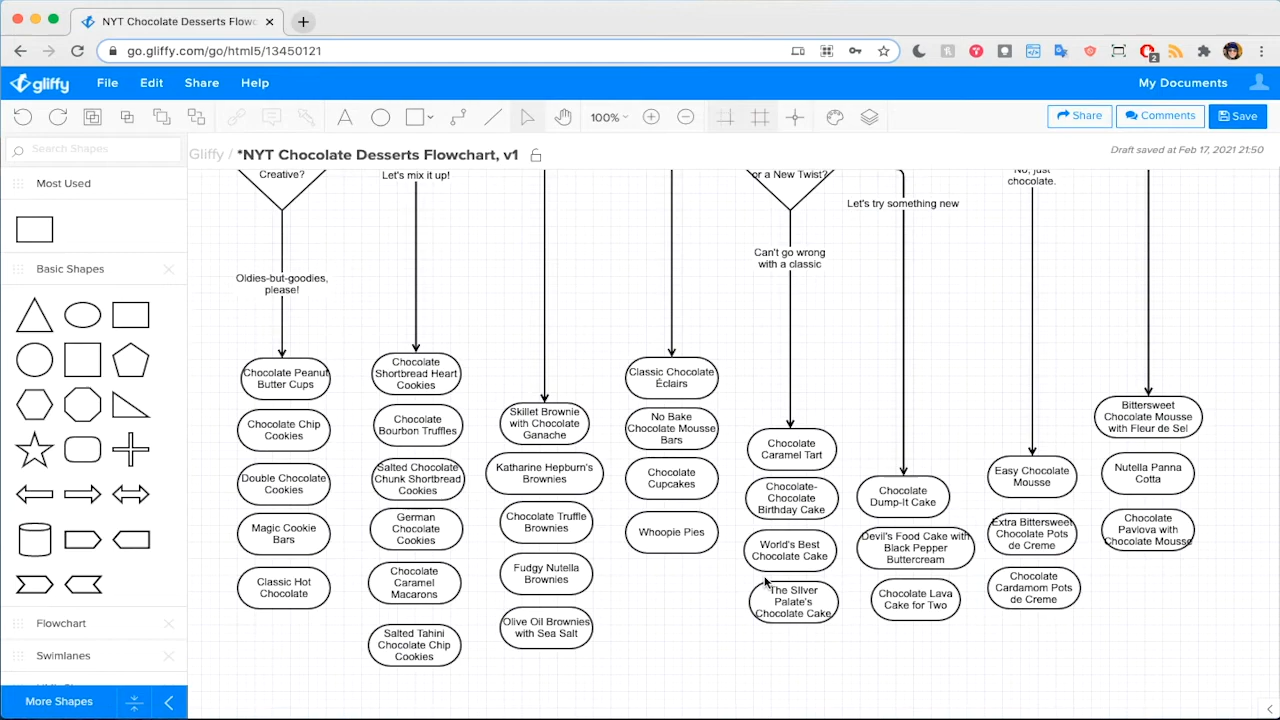 NYT Chocolate Desserts Flowc
go.gliffy.com/go/html5/13450121
2
gliffy
File
Edit
Share
Help
My Documents
100%
Share
Comments
Save
Search Shapes
Gliffy / *NYT Chocolate Desserts Flowchart, v1
Draft saved at Feb 17, 2021 21:50
Most Used
Basic Shapes
Flowchart
Swimlanes
More Shapes
Creative?
Let's mix it up!
or a New Twist?
Let's try something new
No, just
chocolate.
Can't go wrong
with a classic
Oldies-but-goodies,
please!
Chocolate Peanut
Butter Cups
Chocolate Chip
Cookies
Double Chocolate
Cookies
Magic Cookie
Bars
Classic Hot
Chocolate
Chocolate
Shortbread Heart
Cookies
Chocolate
Bourbon Truffles
Salted Chocolate
Chunk Shortbread
Cookies
German
Chocolate
Cookies
Chocolate
Caramel
Macarons
Salted Tahini
Chocolate Chip
Cookies
Skillet Brownie
with Chocolate
Ganache
Katharine Hepburn's
Brownies
Chocolate Truffle
Brownies
Fudgy Nutella
Brownies
Olive Oil Brownies
with Sea Salt
Classic Chocolate
Éclairs
No Bake
Chocolate Mousse
Bars
Chocolate
Cupcakes
Whoopie Pies
Chocolate
Caramel Tart
Chocolate-
Chocolate
Birthday Cake
World's Best
Chocolate Cake
The SIlver
Palate's
Chocolate Cake
Chocolate
Dump-It Cake
Devil's Food Cake with
Black Pepper
Buttercream
Chocolate Lava
Cake for Two
Easy Chocolate
Mousse
Extra Bittersweet
Chocolate Pots
de Creme
Chocolate
Cardamom Pots
de Creme
Bittersweet
Chocolate Mousse
with Fleur de Sel
Nutella Panna
Cotta
Chocolate
Pavlova with
Chocolate Mousse